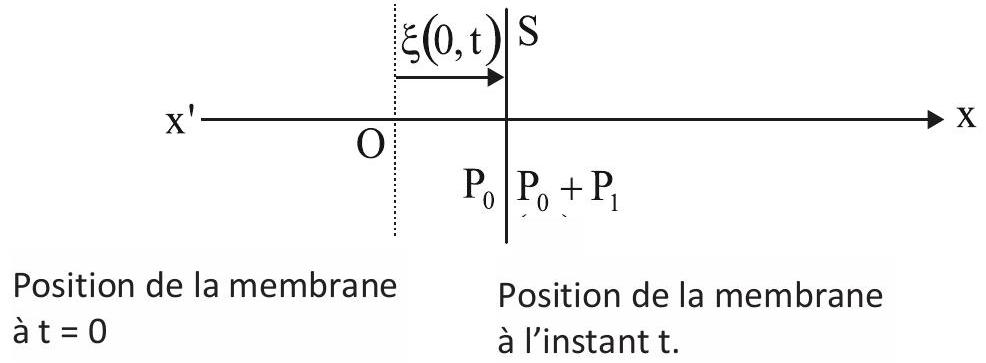 ξ(0,t) S
x' x
O
P₀ P₀ + P₁
Position de la membrane
à t = 0
Position de la membrane
à l’instant t.